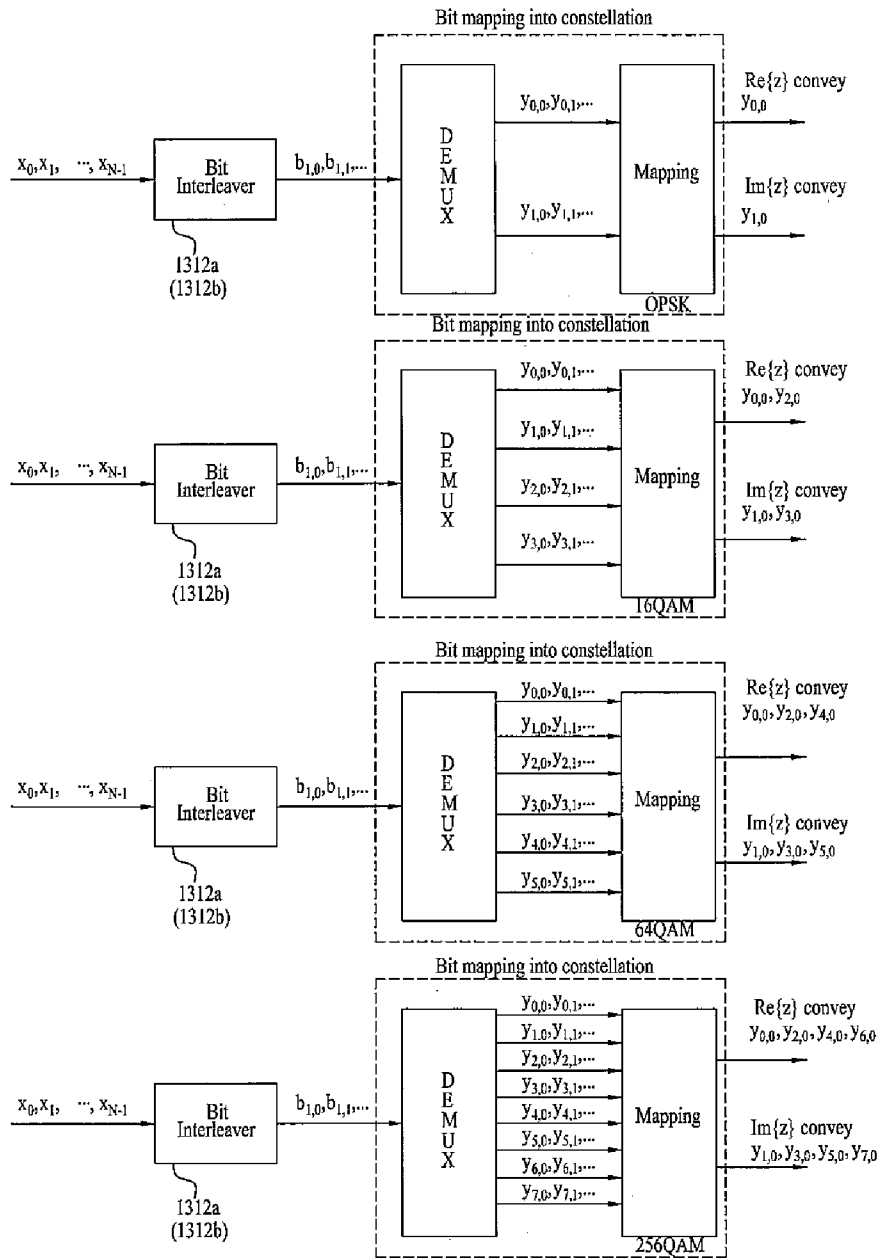 Bit mapping into constellation
x0,x1, ···, xN-1
Bit
Interleaver
1312a
(1312b)
b1,0,b1,1,...
D
E
M
U
X
y0,0,y0,1,...
y1,0,y1,1,...
Mapping
OPSK
Re{z} convey
y0,0
Im{z} convey
y1,0
Bit mapping into constellation
x0,x1, ···, xN-1
Bit
Interleaver
1312a
(1312b)
b1,0,b1,1,...
D
E
M
U
X
y0,0,y0,1,...
y1,0,y1,1,...
y2,0,y2,1,...
y3,0,y3,1,...
Mapping
16QAM
Re{z} convey
y0,0,y2,0
Im{z} convey
y1,0,y3,0
Bit mapping into constellation
x0,x1, ···, xN-1
Bit
Interleaver
1312a
(1312b)
b1,0,b1,1,...
D
E
M
U
X
y0,0,y0,1,...
y1,0,y1,1,...
y2,0,y2,1,...
y3,0,y3,1,...
y4,0,y4,1,...
y5,0,y5,1,...
Mapping
64QAM
Re{z} convey
y0,0,y2,0,y4,0
Im{z} convey
y1,0,y3,0,y5,0
Bit mapping into constellation
x0,x1, ···, xN-1
Bit
Interleaver
1312a
(1312b)
b1,0,b1,1,...
D
E
M
U
X
y0,0,y0,1,...
y1,0,y1,1,...
y2,0,y2,1,...
y3,0,y3,1,...
y4,0,y4,1,...
y5,0,y5,1,...
y6,0,y6,1,...
y7,0,y7,1,...
Mapping
256QAM
Re{z} convey
y0,0,y2,0,y4,0,y6,0
Im{z} convey
y1,0,y3,0,y5,0,y7,0